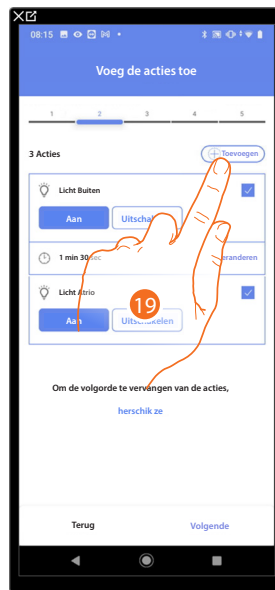 08:15
Voeg de acties toe
1 2 3 4 5
3 Acties
Toevoegen
Licht Buiten
Aan
1 min 30 sec
Licht Atrio
Aan Uitschakelen
19
Om de volgorde te vervangen van de acties,
herschik ze
Terug Volgende